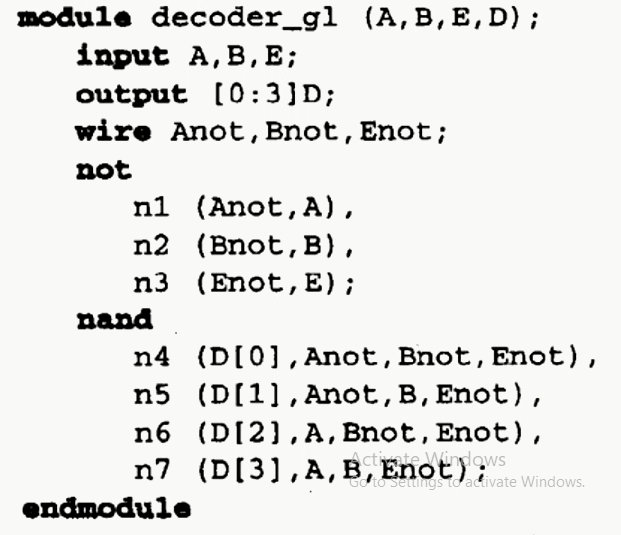 module decoder_gl (A,B,E,D);
input A,B,E;
output [0:3]D;
wire Anot,Bnot,Enot;
not
n1 (Anot,A),
n2 (Bnot,B),
n3 (Enot,E);
nand
n4 (D[0],Anot,Bnot,Enot),
n5 (D[1],Anot,B,Enot),
n6 (D[2],A,Bnot,Enot),
n7 (D[3],A,B,Enot);
endmodule
Activate Windows
Go to Settings to activate Windows.